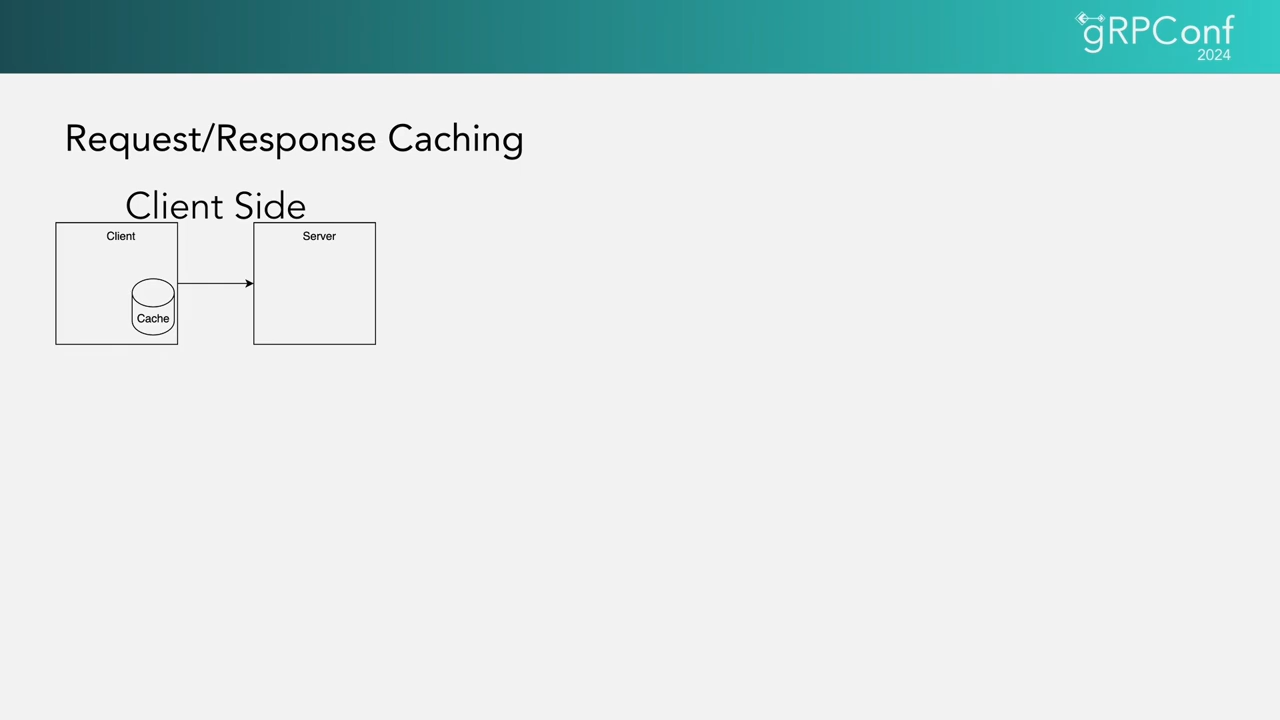 gRPConf
2024
Request/Response Caching
Client Side
Client
Server
Cache